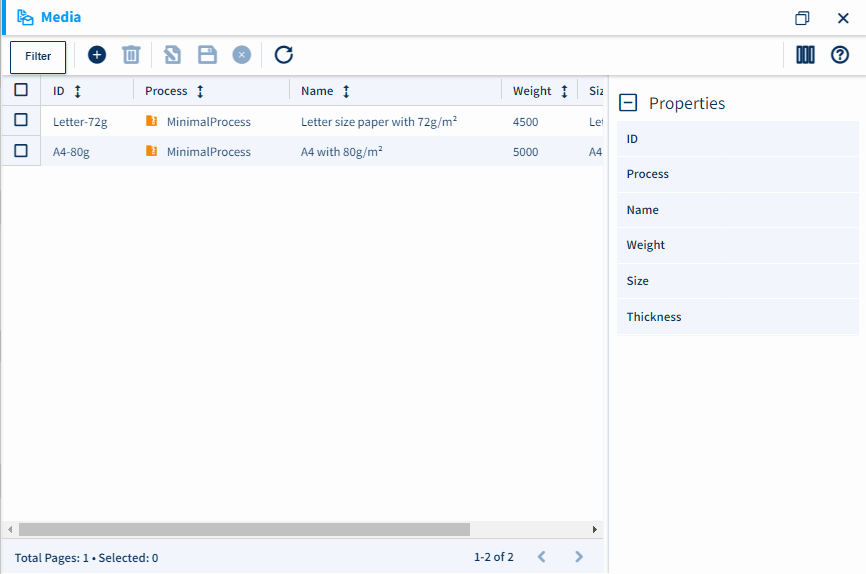 Media
Filter
ID Process Name Weight Siz
Letter-72g MinimalProcess Letter size paper with 72g/m² 4500 Let
A4-80g MinimalProcess A4 with 80g/m² 5000 A4
Total Pages: 1 • Selected: 0 1-2 of 2
Properties
ID
Process
Name
Weight
Size
Thickness